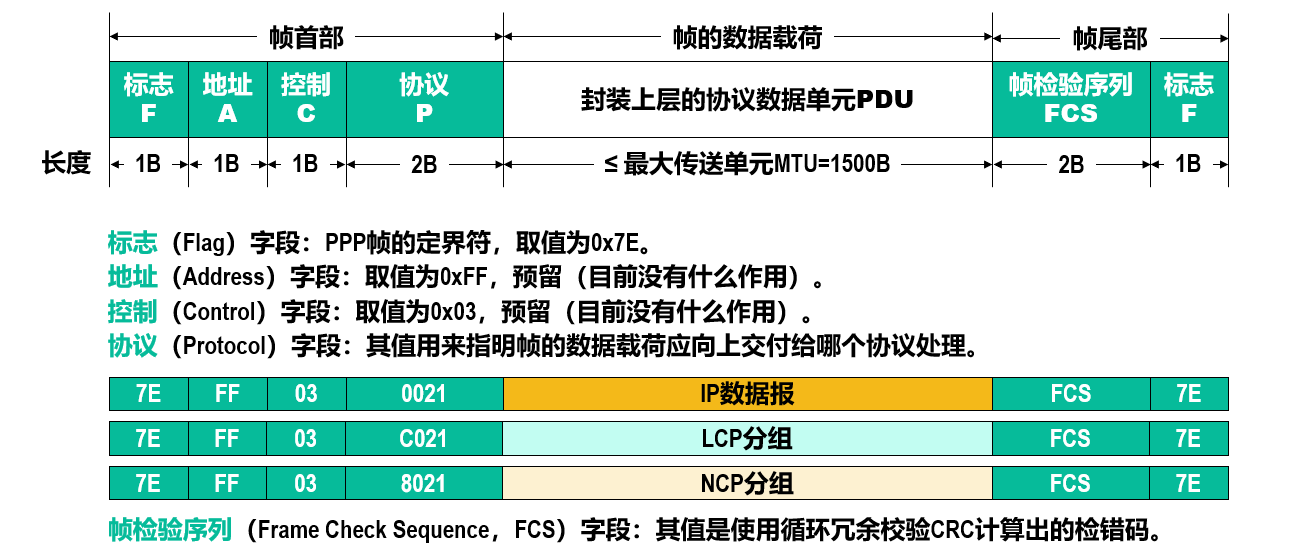 帧首部 帧的数据载荷 帧尾部
标志 地址 控制 协议 封装上层的协议数据单元PDU 帧检验序列 标志
F A C P FCS F
长度 1B 1B 1B 2B ≤ 最大传送单元MTU=1500B 2B 1B
标志（Flag）字段：PPP帧的定界符，取值为0x7E。
地址（Address）字段：取值为0xFF，预留（目前没有什么作用）。
控制（Control）字段：取值为0x03，预留（目前没有什么作用）。
协议（Protocol）字段：其值用来指明帧的数据载荷应向上交付给哪个协议处理。
7E FF 03 0021 IP数据报 FCS 7E
7E FF 03 C021 LCP分组 FCS 7E
7E FF 03 8021 NCP分组 FCS 7E
帧检验序列（Frame Check Sequence，FCS）字段：其值是使用循环冗余校验CRC计算出的检错码。